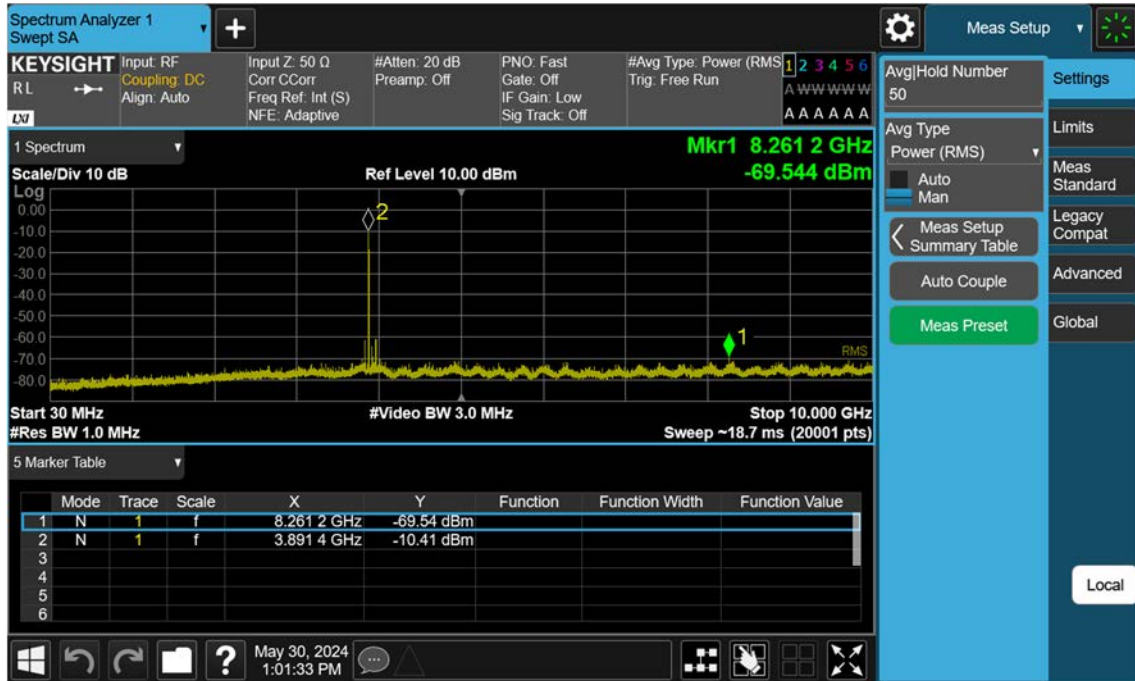 Spectrum Analyzer 1
Swept SA
Meas Setup
KEYSIGHT
Input: RF
Input Z: 50 Ω
#Atten: 20 dB
PNO: Fast
#Avg Type: Power (RMS
1 2 3 4 5 6
R L
Coupling: DC
Corr CCorr
Preamp: Off
Gate: Off
Trig: Free Run
Align: Auto
Freq Ref: Int (S)
IF Gain: Low
A W W W W W
LXI
NFE: Adaptive
Sig Track: Off
A A A A A A
1 Spectrum
Mkr1 8.261 2 GHz
Scale/Div 10 dB
Ref Level 10.00 dBm
-69.544 dBm
Log
0.00
-10.0
-20.0
-30.0
-40.0
-50.0
-60.0
-70.0
-80.0
2
1
RMS
Start 30 MHz
#Video BW 3.0 MHz
Stop 10.000 GHz
#Res BW 1.0 MHz
Sweep ~18.7 ms (20001 pts)
5 Marker Table
Mode Trace Scale X Y Function Function Width Function Value
1 N 1 f 8.261 2 GHz -69.54 dBm
2 N 1 f 3.891 4 GHz -10.41 dBm
3
4
5
6
Avg|Hold Number
50
Avg Type
Power (RMS)
Auto
Man
Meas Setup
Summary Table
Auto Couple
Meas Preset
Settings
Limits
Meas
Standard
Legacy
Compat
Advanced
Global
Local
?
May 30, 2024
1:01:33 PM